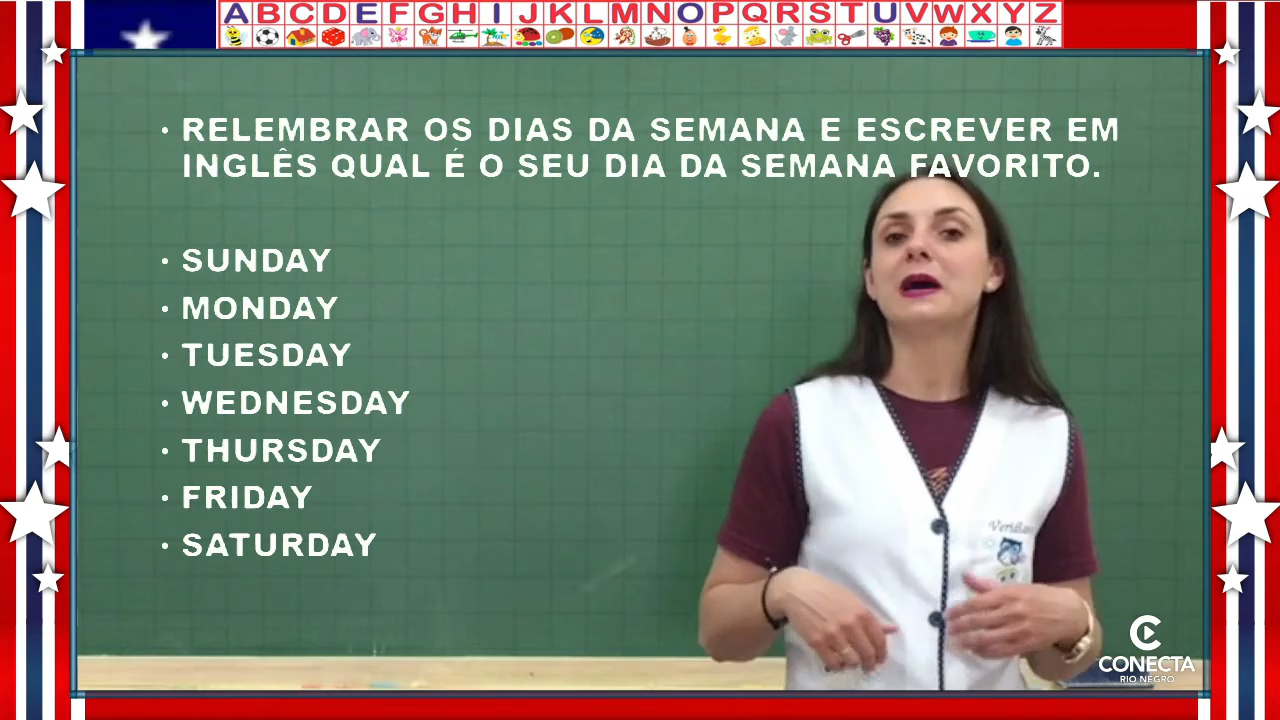 ABCDEFGHIJKLMNOPQRSTUVWXYZ
• RELEMBRAR OS DIAS DA SEMANA E ESCREVER EM
INGLÊS QUAL É O SEU DIA DA SEMANA FAVORITO.
• SUNDAY
• MONDAY
• TUESDAY
• WEDNESDAY
• THURSDAY
• FRIDAY
• SATURDAY
CONECTA
RIO NEGRO